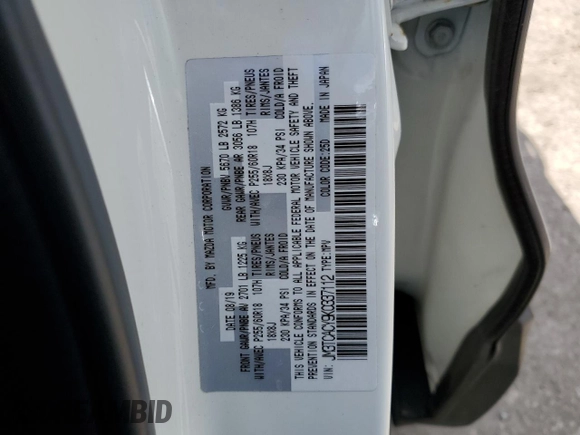 MFD. BY MAZDA MOTOR CORPORATION
DATE: 08/19 GVWR/PNBV: 5670 LB 2572 KG
FRONT GAWR/PNBE AV 2701 LB 1225 KG REAR GAWR/PNBE AR 3056 LB 1386 KG
WITH/AVEC P255/60R18 107H TIRES/PNEUS WITH/AVEC P255/60R18 107H TIRES/PNEUS
18X8J RIMS/JANTES 18X8J RIMS/JANTES
230 KPA/34 PSI COLD/A FROID 230 KPA/34 PSI COLD/A FROID
THIS VEHICLE CONFORMS TO ALL APPLICABLE FEDERAL MOTOR VEHICLE SAFETY AND THEFT
PREVENTION STANDARDS IN EFFECT ON THE DATE OF MANUFACTURE SHOWN ABOVE.
VIN: JM3TCACY9K0337112 TYPE:MPV COLOR CODE:25D MADE IN JAPAN
BID